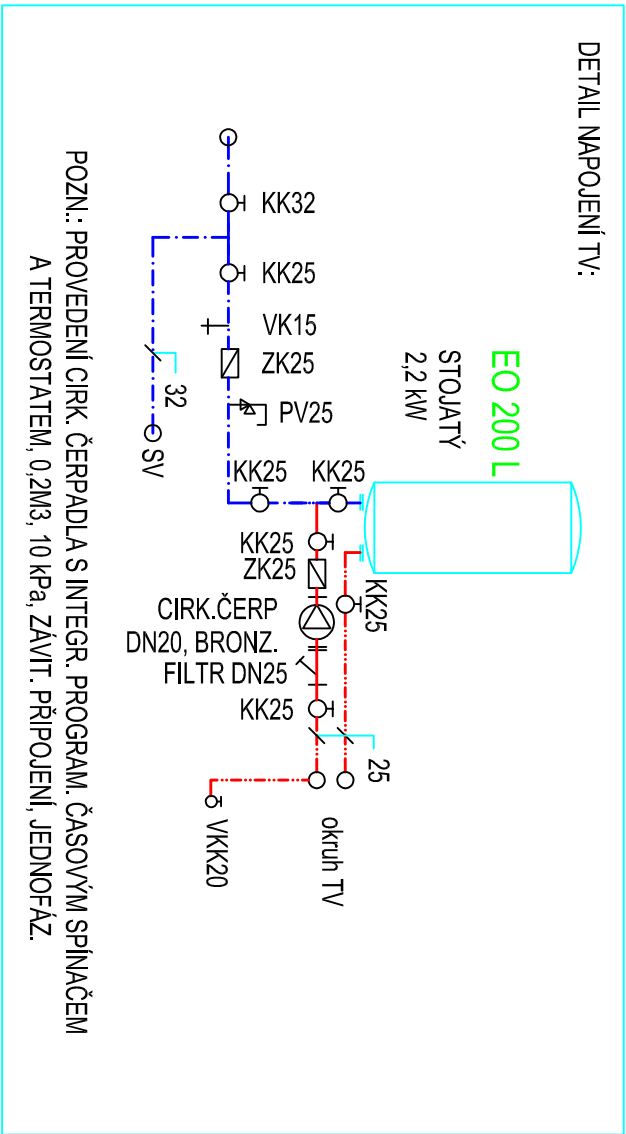 DETAIL NAPOJENÍ TV:
EO 200 L
STOJATÝ
2,2 kW
KK32
KK25
VK15
ZK25
PV25
32
SV
KK25
KK25
KK25
ZK25
KK25
CIRK.ČERP
DN20, BRONZ.
FILTR DN25
KK25
25
okruh TV
VKK20
POZN.: PROVEDENÍ CIRK. ČERPADLA S INTEGR. PROGRAM. ČASOVÝM SPÍNAČEM
A TERMOSTATEM, 0,2M3, 10 kPa, ZÁVIT. PŘIPOJENÍ, JEDNOFÁZ.